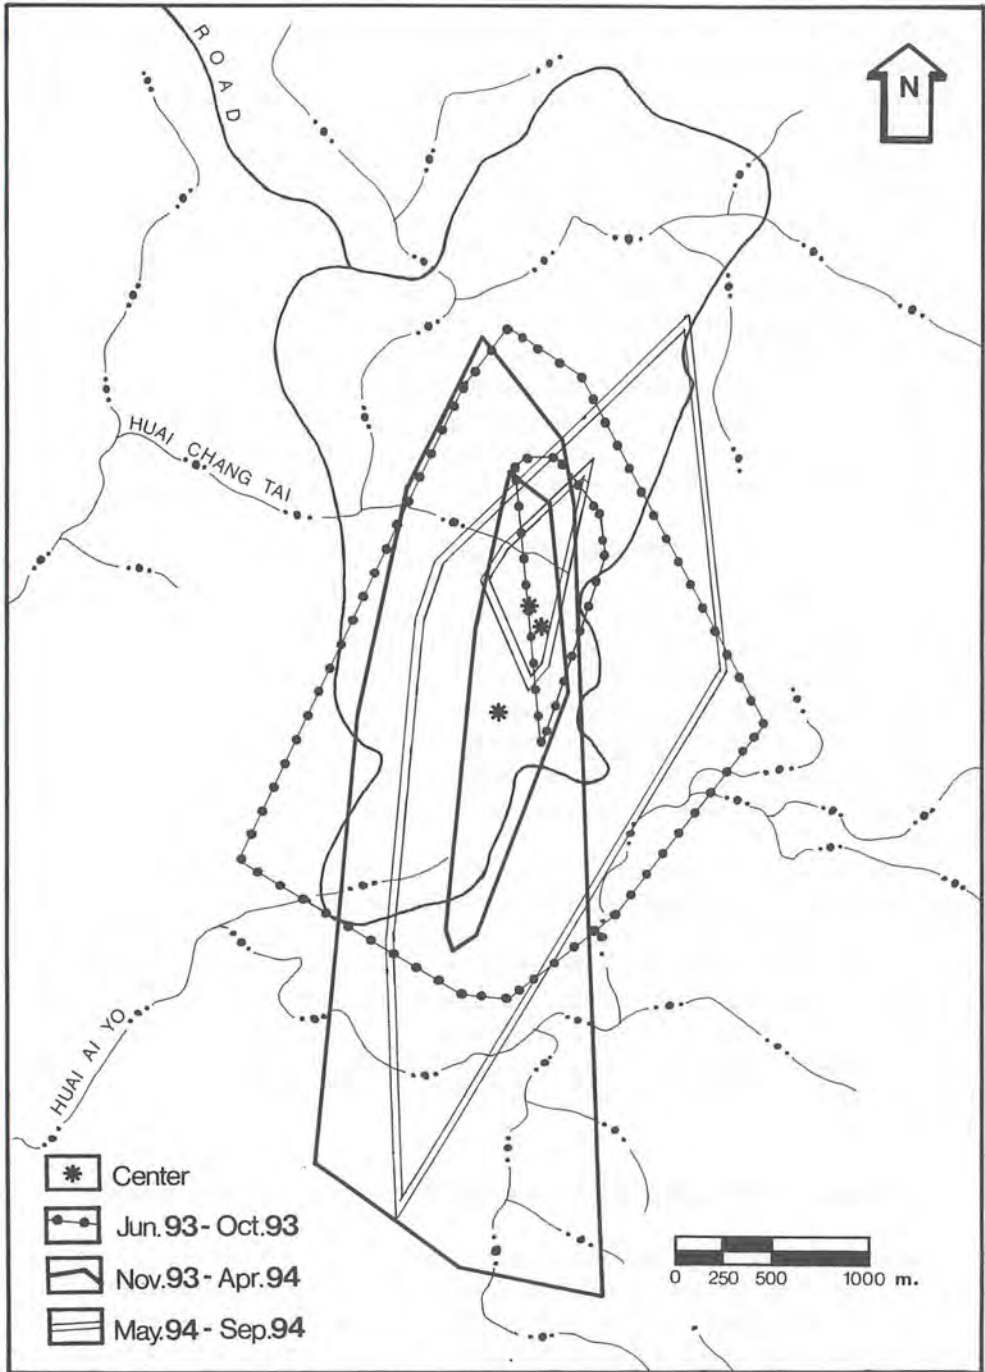 ROAD
N
HUAI CHANG TAI
HUAI AI YO
Center
Jun.93 - Oct.93
Nov.93 - Apr.94
May.94 - Sep.94
0 250 500 1000 m.